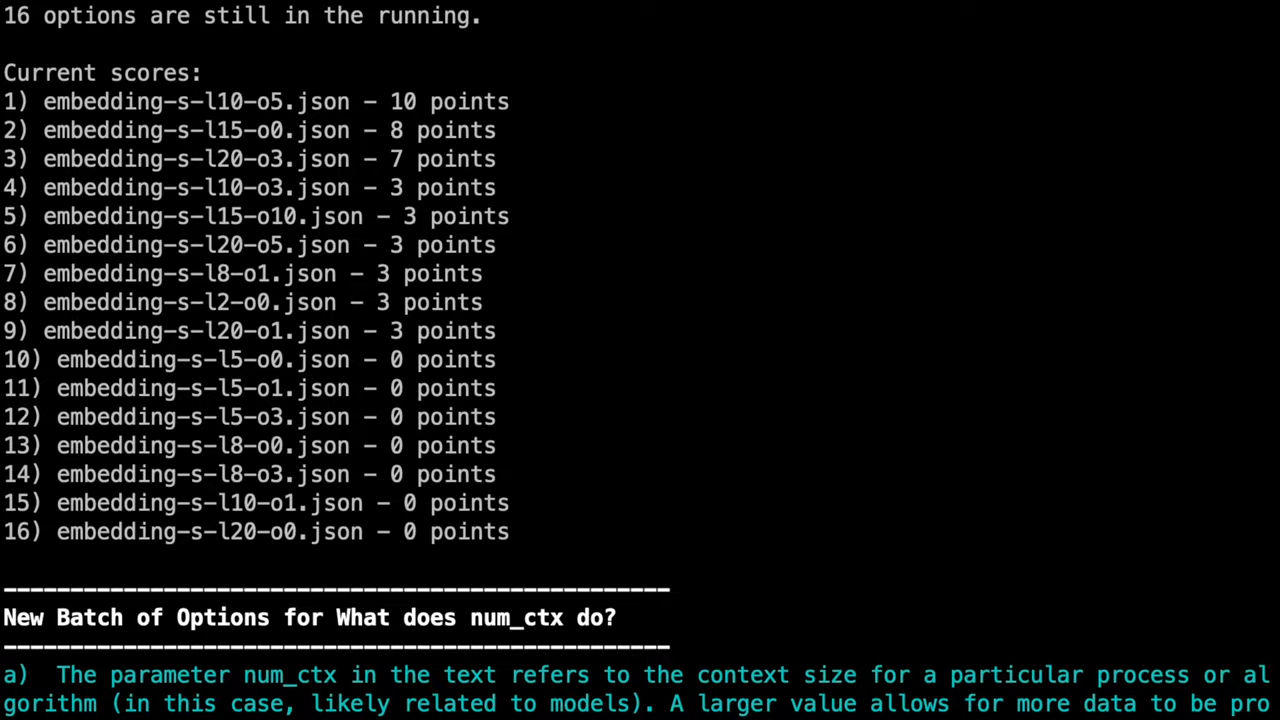 16 options are still in the running.
Current scores:
1) embedding-s-l10-o5.json - 10 points
2) embedding-s-l15-o0.json - 8 points
3) embedding-s-l20-o3.json - 7 points
4) embedding-s-l10-o3.json - 3 points
5) embedding-s-l15-o10.json - 3 points
6) embedding-s-l20-o5.json - 3 points
7) embedding-s-l8-o1.json - 3 points
8) embedding-s-l2-o0.json - 3 points
9) embedding-s-l20-o1.json - 3 points
10) embedding-s-l5-o0.json - 0 points
11) embedding-s-l5-o1.json - 0 points
12) embedding-s-l5-o3.json - 0 points
13) embedding-s-l8-o0.json - 0 points
14) embedding-s-l8-o3.json - 0 points
15) embedding-s-l10-o1.json - 0 points
16) embedding-s-l20-o0.json - 0 points
--------------------------------------------------
New Batch of Options for What does num_ctx do?
--------------------------------------------------
a)  The parameter num_ctx in the text refers to the context size for a particular process or al
gorithm (in this case, likely related to models). A larger value allows for more data to be pro